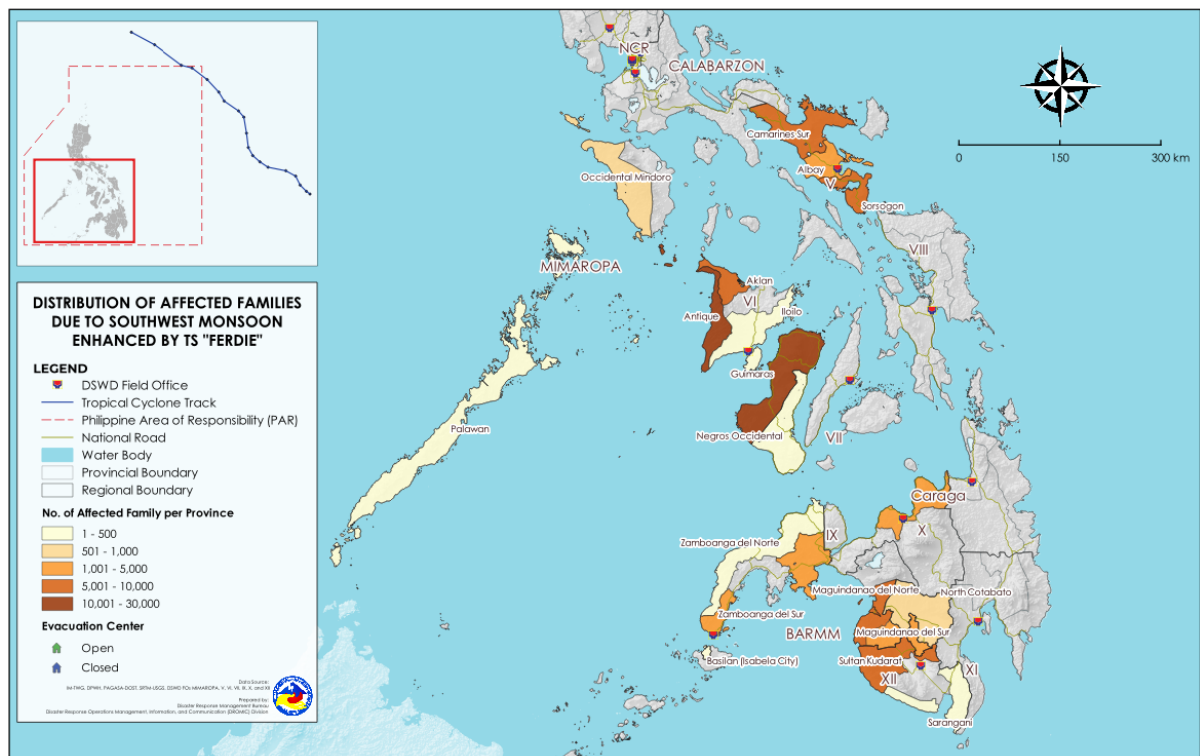 NCR
CALABARZON
Camarines Sur
Albay
V
Sorsogon
Occidental Mindoro
VIII
MIMAROPA
Aklan
VI
Iloilo
Antique
Guimaras
Palawan
Negros Occidental
VII
Caraga
IX
X
Zamboanga del Norte
Maguindanao del Norte
North Cotabato
Zamboanga del Sur
BARMM
Maguindanao del Sur
Basilan (Isabela City)
Sultan Kudarat
XII
XI
Sarangani
0 150 300 km
DISTRIBUTION OF AFFECTED FAMILIES
DUE TO SOUTHWEST MONSOON
ENHANCED BY TS "FERDIE"
LEGEND
DSWD Field Office
Tropical Cyclone Track
Philippine Area of Responsibility (PAR)
National Road
Water Body
Provincial Boundary
Regional Boundary
No. of Affected Family per Province
1 - 500
501 - 1,000
1,001 - 5,000
5,001 - 10,000
10,001 - 30,000
Evacuation Center
Open
Closed
Data Source:
Prepared by:
Disaster Response Management Bureau
Disaster Response Operations Management, Information, and Communication (DROMIC) Division